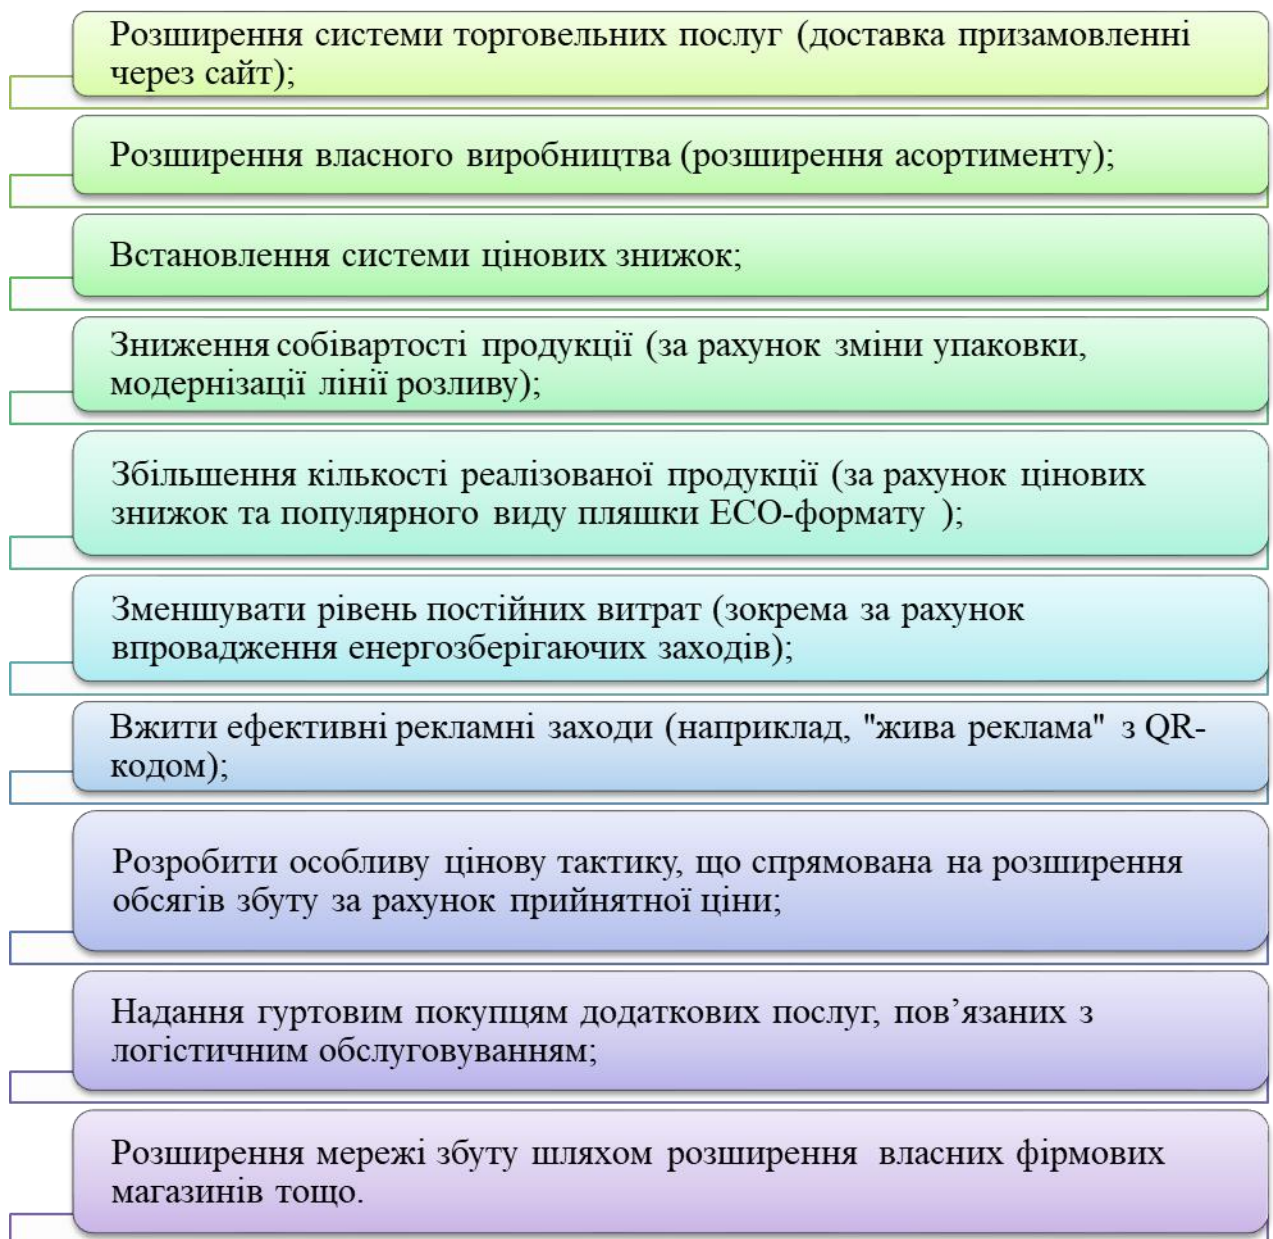 Розширення системи торговельних послуг (доставка призамовленні
через сайт);
Розширення власного виробництва (розширення асортименту);
Встановлення системи цінових знижок;
Зниження собівартості продукції (за рахунок зміни упаковки,
модернізації лінії розливу);
Збільшення кількості реалізованої продукції (за рахунок цінових
знижок та популярного виду пляшки ECO-формату );
Зменшувати рівень постійних витрат (зокрема за рахунок
впровадження енергозберігаючих заходів);
Вжити ефективні рекламні заходи (наприклад, "жива реклама" з QR-
кодом);
Розробити особливу цінову тактику, що спрямована на розширення
обсягів збуту за рахунок прийнятної ціни;
Надання гуртовим покупцям додаткових послуг, пов’язаних з
логістичним обслуговуванням;
Розширення мережі збуту шляхом розширення власних фірмових
магазинів тощо.